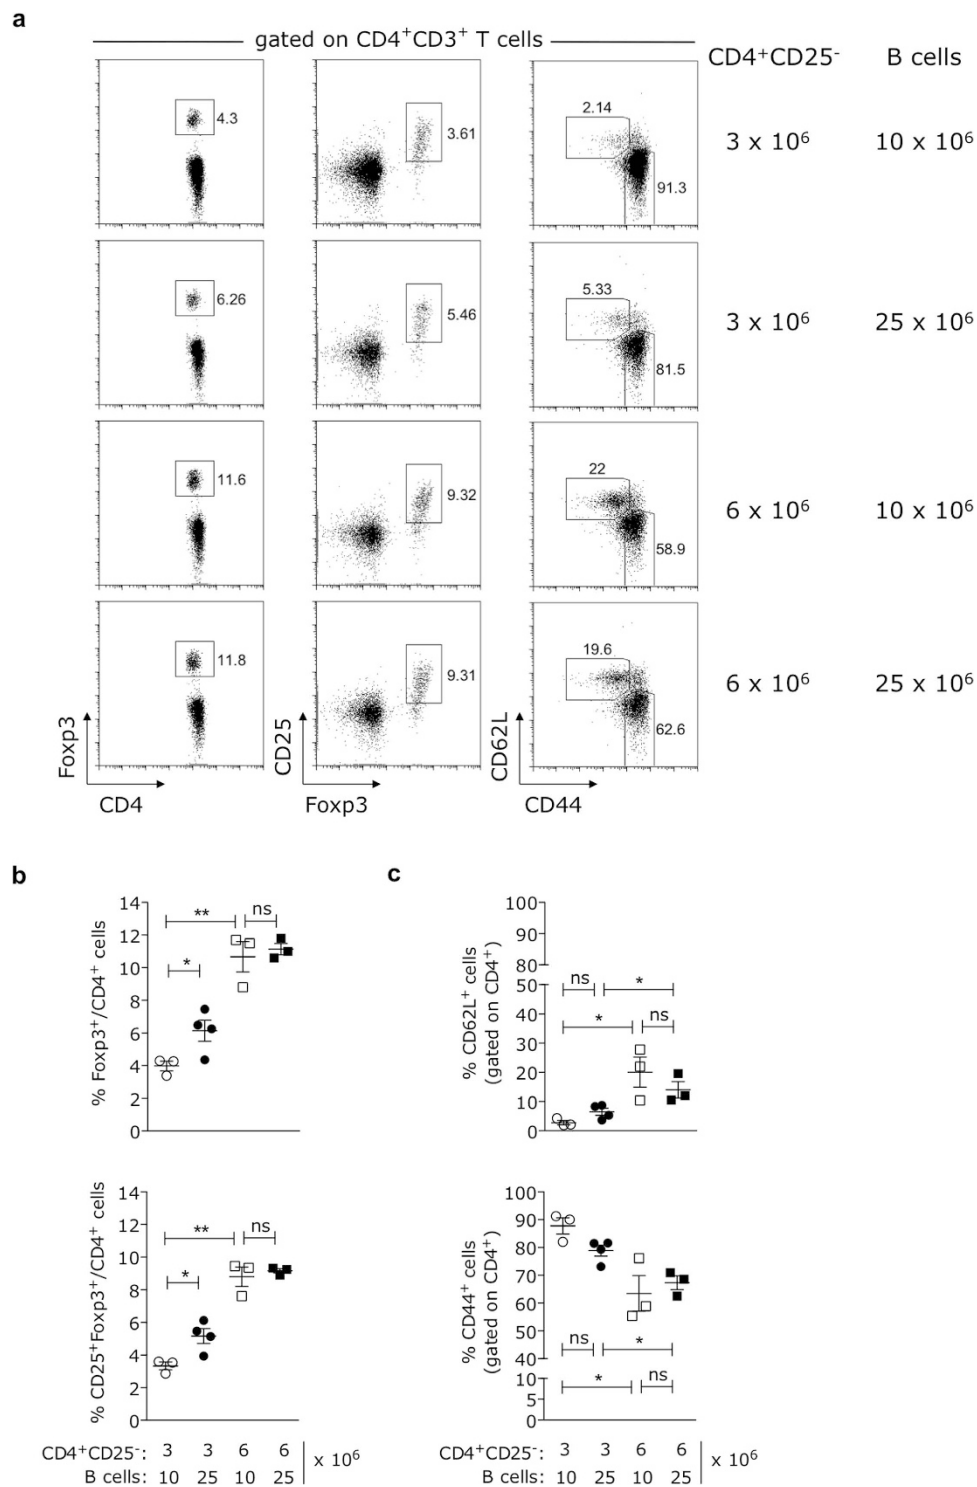 a
gated on CD4⁺CD3⁺ T cells
CD4⁺CD25⁻ B cells
4.3 3.61 2.14 91.3 3 x 10⁶ 10 x 10⁶
6.26 5.46 5.33 81.5 3 x 10⁶ 25 x 10⁶
11.6 9.32 22 58.9 6 x 10⁶ 10 x 10⁶
11.8 9.31 19.6 62.6 6 x 10⁶ 25 x 10⁶
Foxp3 CD25 CD62L
CD4 Foxp3 CD44
b
% Foxp3⁺/CD4⁺ cells
14
12
10
8
6
4
2
0
** ns
*
% CD25⁺Foxp3⁺/CD4⁺ cells
14
12
10
8
6
4
2
0
** ns
*
CD4⁺CD25⁻: 3 3 6 6
B cells: 10 25 10 25
x 10⁶
c
% CD62L⁺ cells
(gated on CD4⁺)
100
90
80
50
40
30
20
10
0
ns *
* ns
% CD44⁺ cells
(gated on CD4⁺)
100
90
80
70
60
50
40
10
5
0
ns *
* ns
CD4⁺CD25⁻: 3 3 6 6
B cells: 10 25 10 25
x 10⁶